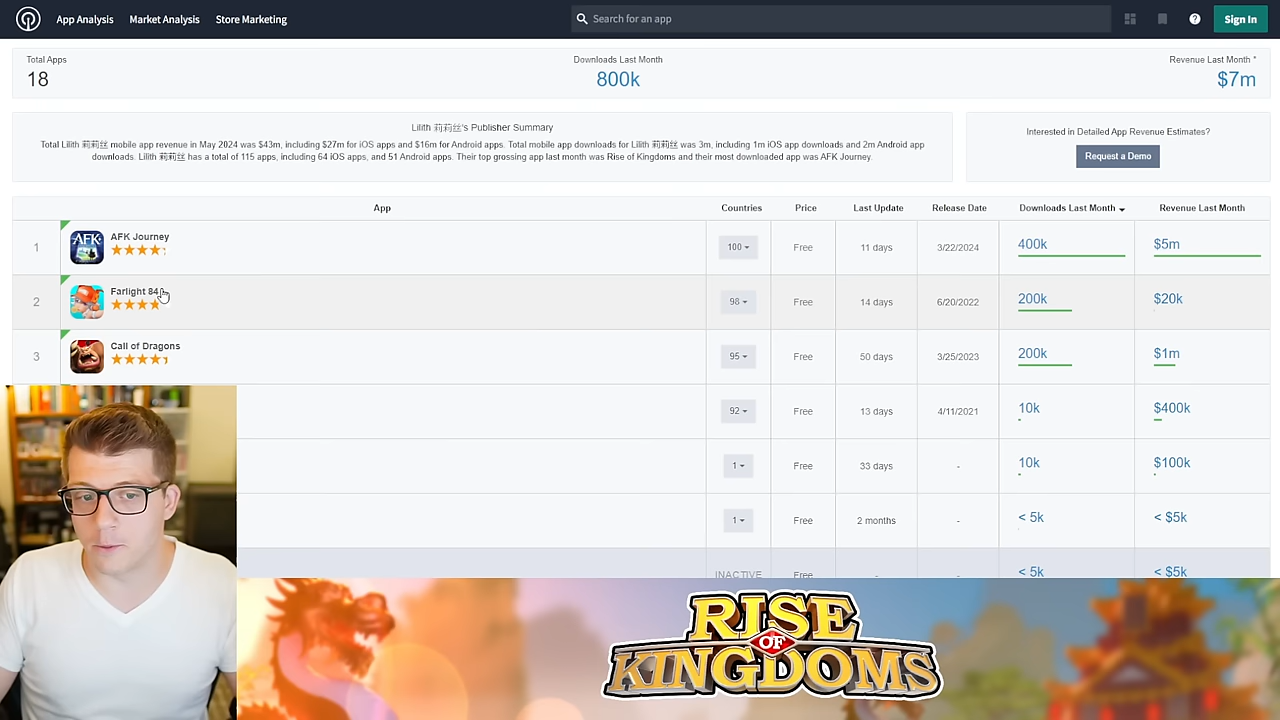 App Analysis Market Analysis Store Marketing Search for an app ? Sign In
Total Apps Downloads Last Month Revenue Last Month *
18 800k $7m
Lilith 莉莉丝's Publisher Summary
Total Lilith 莉莉丝 mobile app revenue in May 2024 was $43m, including $27m for iOS apps and $16m for Android apps. Total mobile app downloads for Lilith 莉莉丝 was 3m, including 1m iOS app downloads and 2m Android app
downloads. Lilith 莉莉丝 has a total of 115 apps, including 64 iOS apps, and 51 Android apps. Their top grossing app last month was Rise of Kingdoms and their most downloaded app was AFK Journey.
Interested in Detailed App Revenue Estimates?
Request a Demo
App Countries Price Last Update Release Date Downloads Last Month Revenue Last Month
1 AFK AFK Journey 100 Free 11 days 3/22/2024 400k $5m
2 Farlight 84 98 Free 14 days 6/20/2022 200k $20k
3 Call of Dragons 95 Free 50 days 3/25/2023 200k $1m
92 Free 13 days 4/11/2021 10k $400k
1 Free 33 days - 10k $100k
1 Free 2 months - < 5k < $5k
INACTIVE Free - - < 5k < $5k
RISE
OF
KINGDOMS